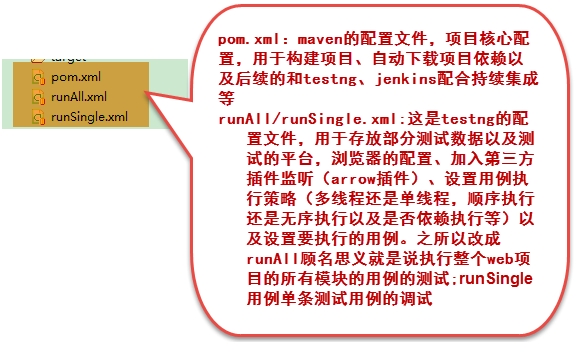 target
pom.xml
runAll.xml
runSingle.xml
pom.xml: maven的配置文件，项目核心配
置，用于构建项目、自动下载项目依赖以
及后续的和testng、jenkins配合持续集成
等
runAll/runSingle.xml:这是testng的配
置文件，用于存放部分测试数据以及
测试的平台，浏览器的配置、加入第三方
插件监听（arrow插件）、设置用例执
行策略（多线程还是单线程，顺序执行
还是无序执行以及是否依赖执行等）以
及设置要执行的用例。之所以改成
runAll顾名思义就是说执行整个web项
目的所有模块的用例的测试;runSingle
用例单条测试用例的调试